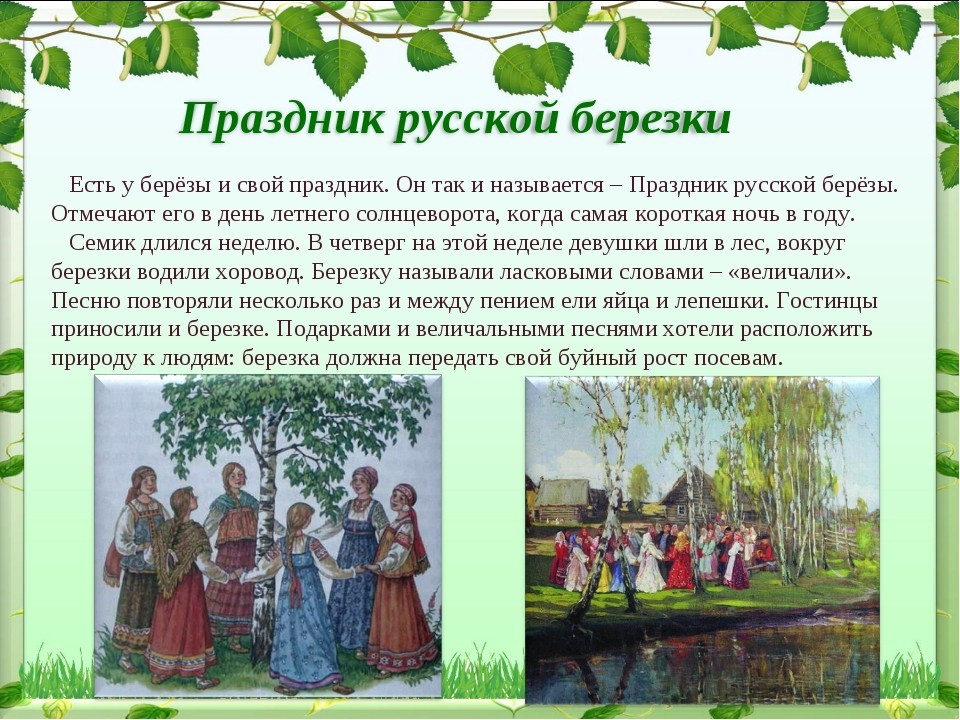 Праздник русской березки
Есть у берёзы и свой праздник. Он так и называется – Праздник русской берёзы.
Отмечают его в день летнего солнцеворота, когда самая короткая ночь в году.
Семик длился неделю. В четверг на этой неделе девушки шли в лес, вокруг
березки водили хоровод. Березку называли ласковыми словами – «величали».
Песню повторяли несколько раз и между пением ели яйца и лепешки. Гостинцы
приносили и березке. Подарками и величальными песнями хотели расположить
природу к людям: березка должна передать свой буйный рост посевам.